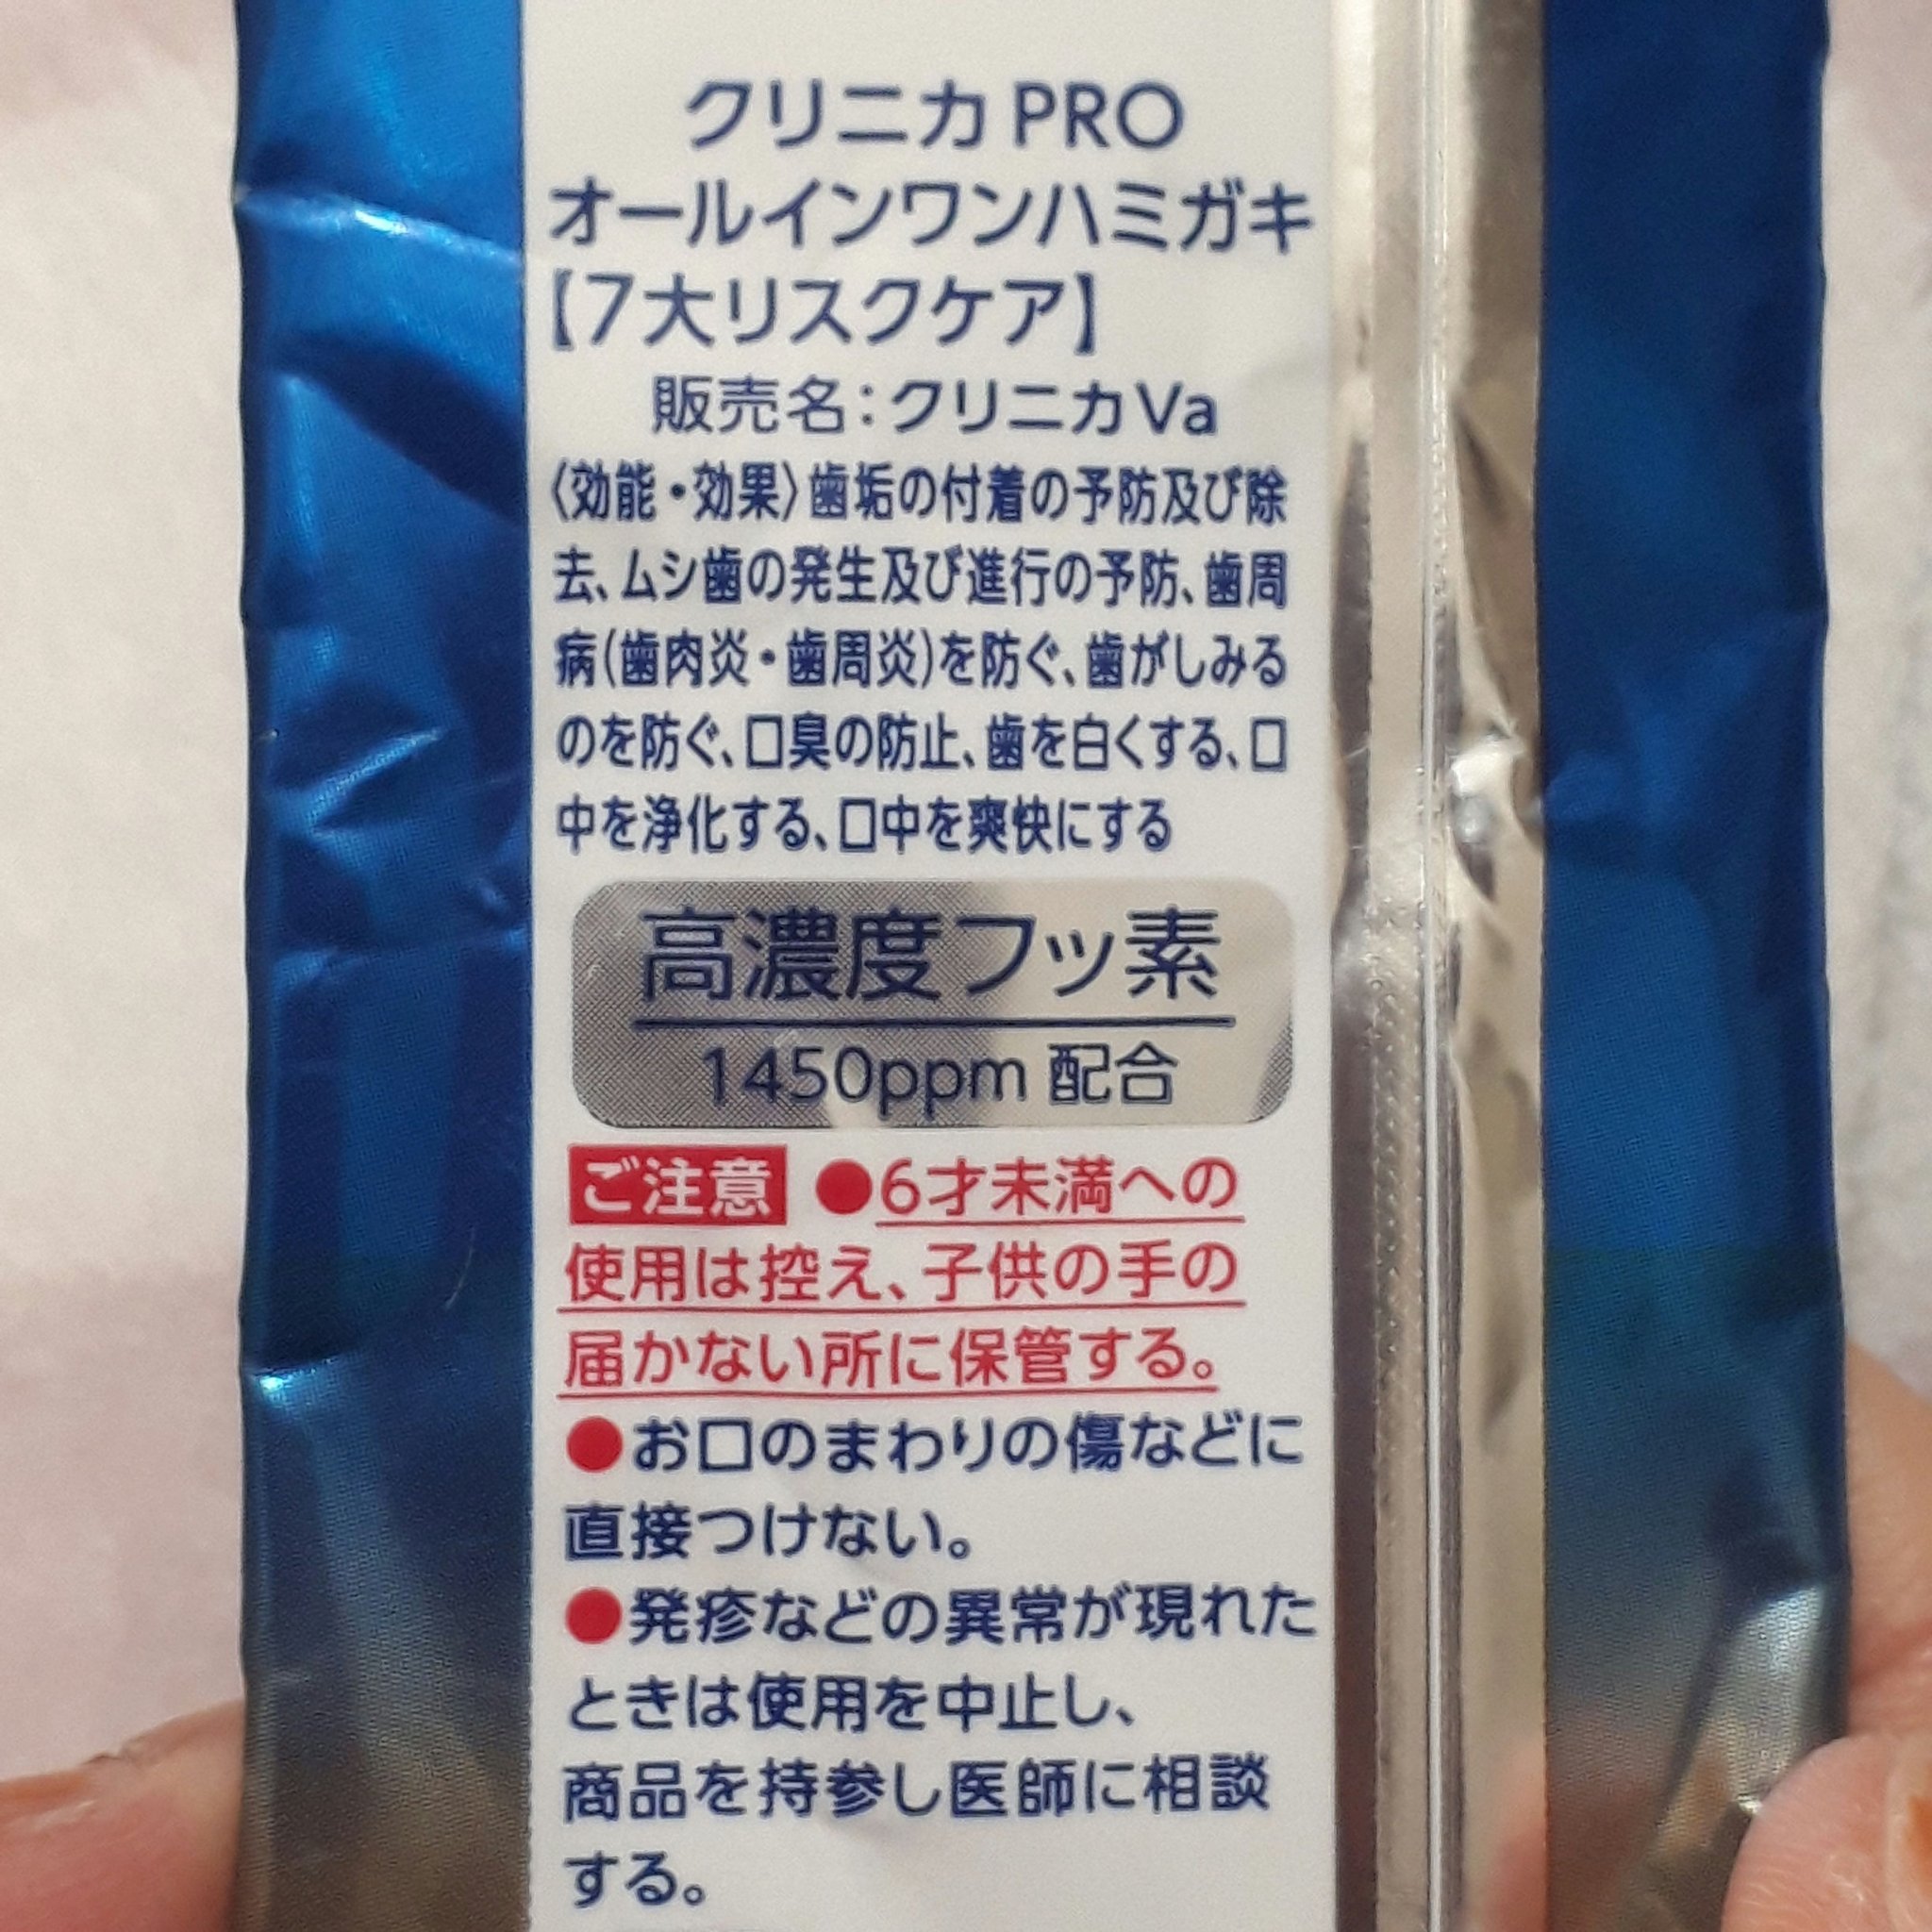 クリニカ PRO
オールインワンハミガキ
【7大リスクケア】
販売名：クリニカVa
〈効能・効果〉歯垢の付着の予防及び除
去、ムシ歯の発生及び進行の予防、歯周
病(歯肉炎・歯周炎)を防ぐ、歯がしみる
のを防ぐ、口臭の防止、歯を白くする、口
中を浄化する、口中を爽快にする
高濃度フッ素
1450ppm 配合
ご注意 ●6才未満への
使用は控え、子供の手の
届かない所に保管する。
●お口のまわりの傷などに
直接つけない。
●発疹などの異常が現れた
ときは使用を中止し、
商品を持参し医師に相談
する。